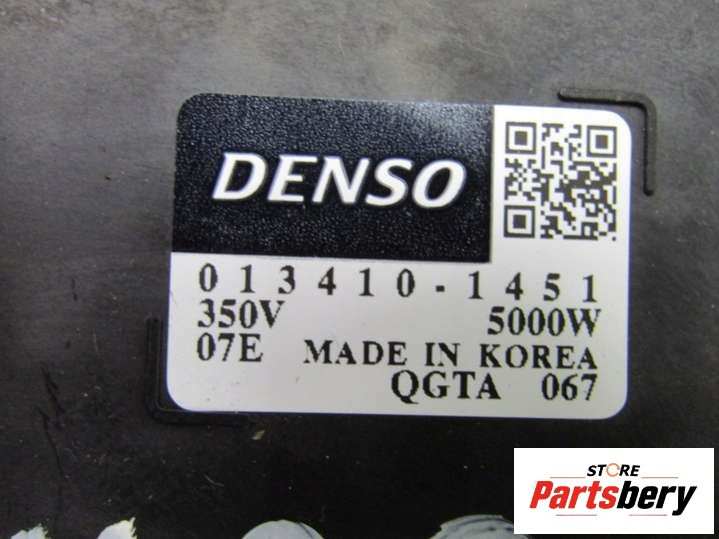 DENSO
013410-1451
350V 5000W
07E MADE IN KOREA
QGTA 067
STORE
Partsbery